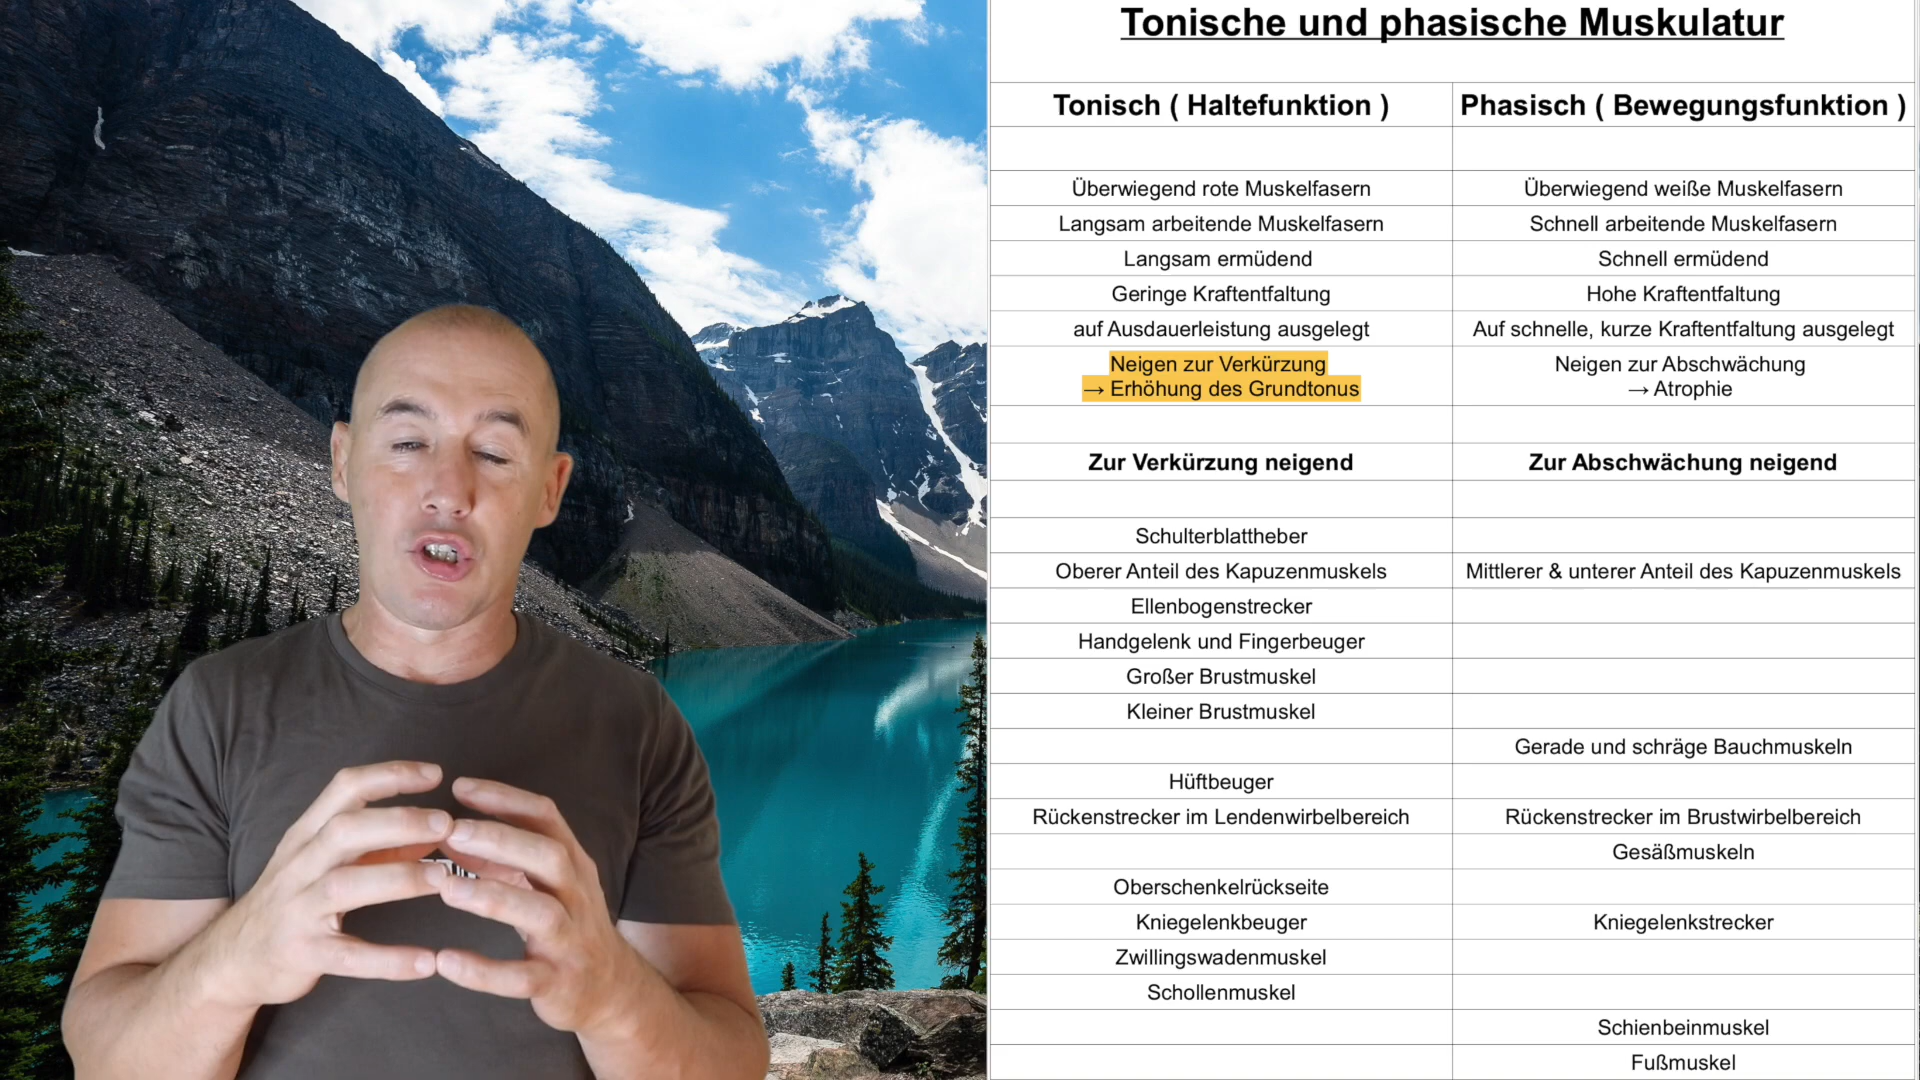 Tonische und phasische Muskulatur
Tonisch ( Haltefunktion ) Phasisch ( Bewegungsfunktion )
Überwiegend rote Muskelfasern Überwiegend weiße Muskelfasern
Langsam arbeitende Muskelfasern Schnell arbeitende Muskelfasern
Langsam ermüdend Schnell ermüdend
Geringe Kraftentfaltung Hohe Kraftentfaltung
auf Ausdauerleistung ausgelegt Auf schnelle, kurze Kraftentfaltung ausgelegt
Neigen zur Verkürzung Neigen zur Abschwächung
→ Erhöhung des Grundtonus → Atrophie
Zur Verkürzung neigend Zur Abschwächung neigend
Schulterblattheber
Oberer Anteil des Kapuzenmuskels Mittlerer & unterer Anteil des Kapuzenmuskels
Ellenbogenstrecker
Handgelenk und Fingerbeuger
Großer Brustmuskel
Kleiner Brustmuskel
Gerade und schräge Bauchmuskeln
Hüftbeuger
Rückenstrecker im Lendenwirbelbereich Rückenstrecker im Brustwirbelbereich
Gesäßmuskeln
Oberschenkelrückseite
Kniegelenkbeuger Kniegelenkstrecker
Zwillingswadenmuskel
Schollenmuskel
Schienbeinmuskel
Fußmuskel